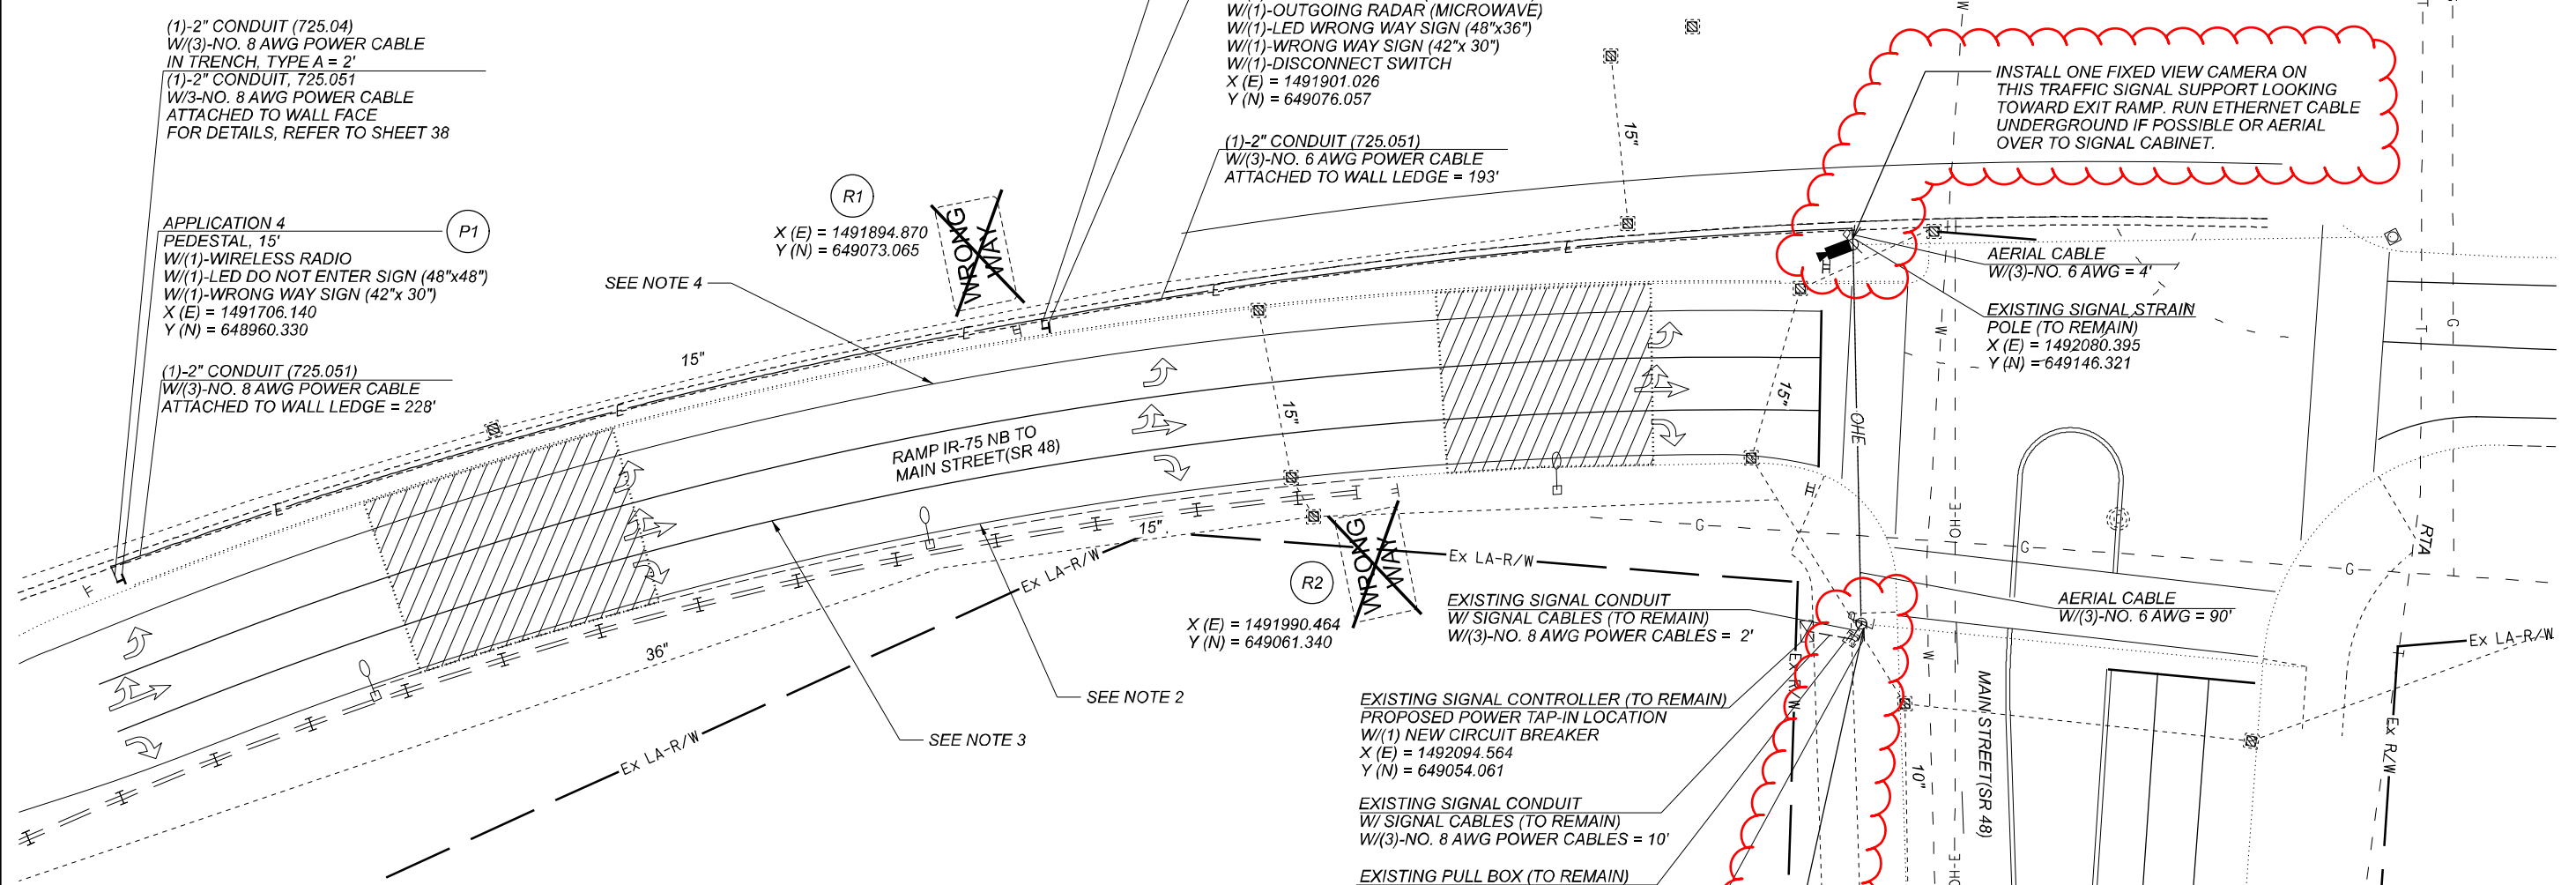 (1)-2" CONDUIT (725.04)
W/(3)-NO. 8 AWG POWER CABLE
IN TRENCH, TYPE A = 2'
(1)-2" CONDUIT, 725.051
W/3-NO. 8 AWG POWER CABLE
ATTACHED TO WALL FACE
FOR DETAILS, REFER TO SHEET 38
APPLICATION 4
P1
PEDESTAL, 15'
W/(1)-WIRELESS RADIO
W/(1)-LED DO NOT ENTER SIGN (48"x48")
W/(1)-WRONG WAY SIGN (42"x 30")
X (E) = 1491706.140
Y (N) = 648960.330
(1)-2" CONDUIT (725.051)
W/(3)-NO. 8 AWG POWER CABLE
ATTACHED TO WALL LEDGE = 228'
W/(1)-OUTGOING RADAR (MICROWAVE)
W/(1)-LED WRONG WAY SIGN (48"x36")
W/(1)-WRONG WAY SIGN (42"x 30")
W/(1)-DISCONNECT SWITCH
X (E) = 1491901.026
Y (N) = 649076.057
(1)-2" CONDUIT (725.051)
W/(3)-NO. 6 AWG POWER CABLE
ATTACHED TO WALL LEDGE = 193'
R1
X (E) = 1491894.870
Y (N) = 649073.065
WRONG
WAY
SEE NOTE 4
15"
15"
15"
15"
15"
36"
10"
RAMP IR-75 NB TO
MAIN STREET(SR 48)
INSTALL ONE FIXED VIEW CAMERA ON
THIS TRAFFIC SIGNAL SUPPORT LOOKING
TOWARD EXIT RAMP. RUN ETHERNET CABLE
UNDERGROUND IF POSSIBLE OR AERIAL
OVER TO SIGNAL CABINET.
AERIAL CABLE
W/(3)-NO. 6 AWG = 4'
EXISTING SIGNAL STRAIN
POLE (TO REMAIN)
X (E) = 1492080.395
Y (N) = 649146.321
OHE
OHE
WRONG
WAY
R2
X (E) = 1491990.464
Y (N) = 649061.340
SEE NOTE 2
SEE NOTE 3
Ex LA-R/W
Ex LA-R/W
Ex LA-R/W
Ex LA-R/W
Ex R/W
Ex R/W
RTA
EXISTING SIGNAL CONDUIT
W/ SIGNAL CABLES (TO REMAIN)
W/(3)-NO. 8 AWG POWER CABLES = 2'
AERIAL CABLE
W/(3)-NO. 6 AWG = 90'
EXISTING SIGNAL CONTROLLER (TO REMAIN)
PROPOSED POWER TAP-IN LOCATION
W/(1) NEW CIRCUIT BREAKER
X (E) = 1492094.564
Y (N) = 649054.061
EXISTING SIGNAL CONDUIT
W/ SIGNAL CABLES (TO REMAIN)
W/(3)-NO. 8 AWG POWER CABLES = 10'
EXISTING PULL BOX (TO REMAIN)
MAIN STREET(SR 48)